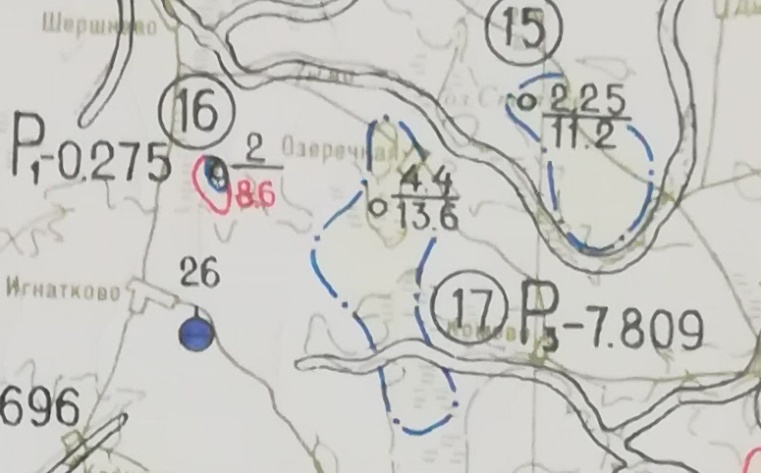 15
Шершково
16
2.25
11.2
P₁-0.275
2
8.6
Озеречная
4.4
13.6
26
Игнатково
17
P₃-7.809
696